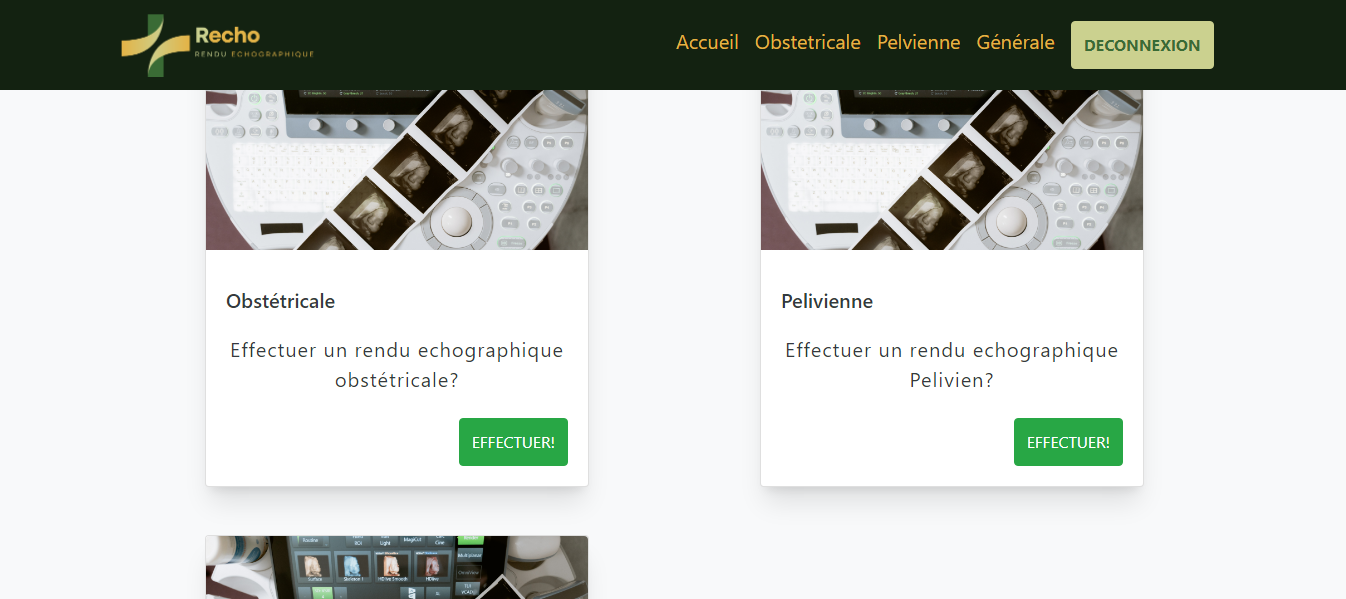 Recho
RENDU ECHOGRAPHIQUE
Accueil Obstetricale Pelvienne Générale DECONNEXION
Obstétricale
Effectuer un rendu echographique
obstétricale?
EFFECTUER!
Pelivienne
Effectuer un rendu echographique
Pelivien?
EFFECTUER!